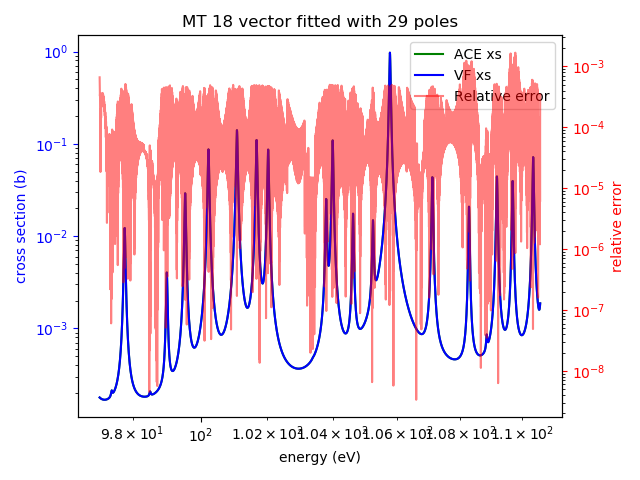 MT 18 vector fitted with 29 poles
ACE xs
VF xs
Relative error
cross section (b)
10⁰
10⁻¹
10⁻²
10⁻³
relative error
10⁻³
10⁻⁴
10⁻⁵
10⁻⁶
10⁻⁷
10⁻⁸
9.8 × 10¹
10²
1.02 × 10²
1.04 × 10²
1.06 × 10²
1.08 × 10²
1.1 × 10²
energy (eV)